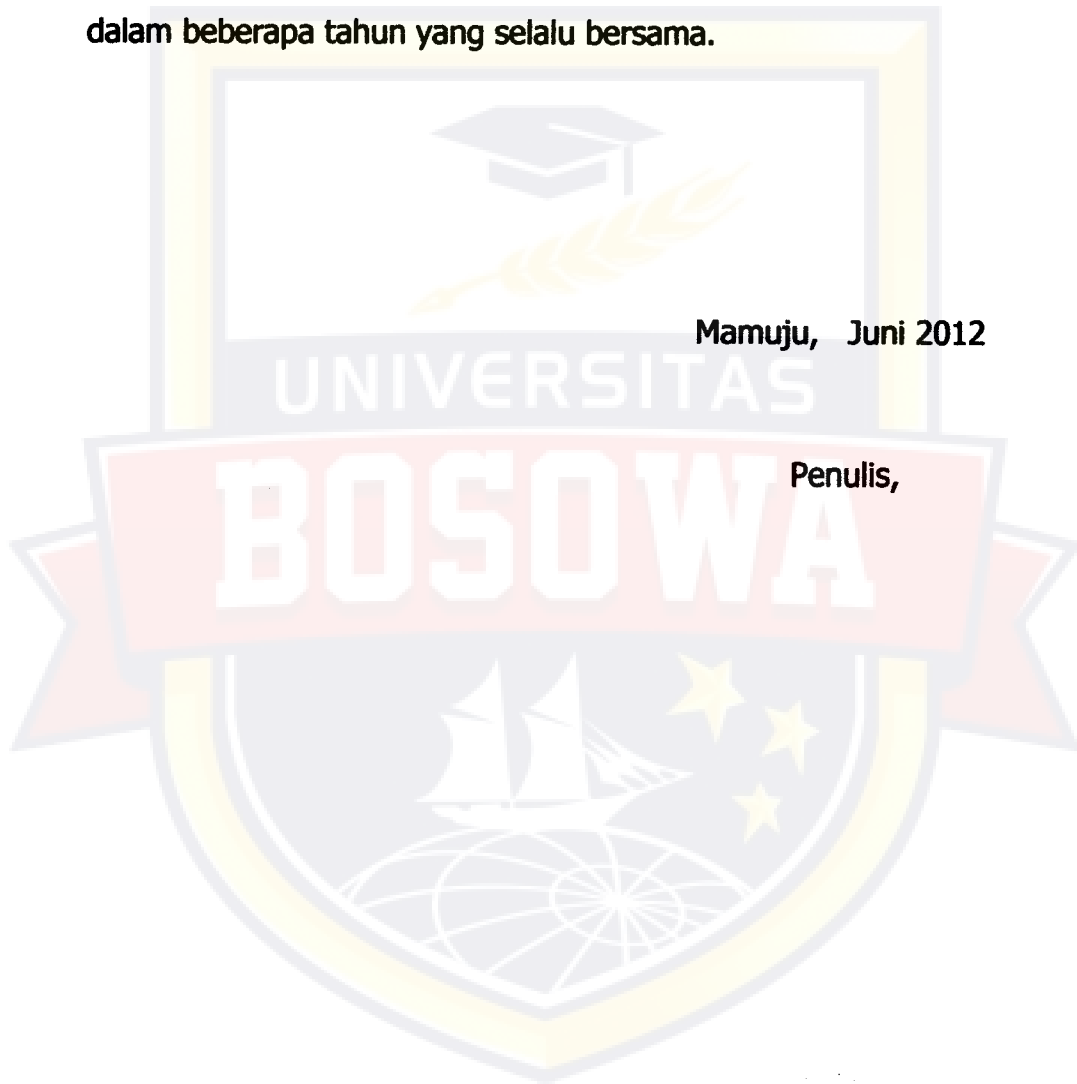 dalam beberapa tahun yang selalu bersama.
Mamuju, Juni 2012
UNIVERSITAS
Penulis,
BOSOWA